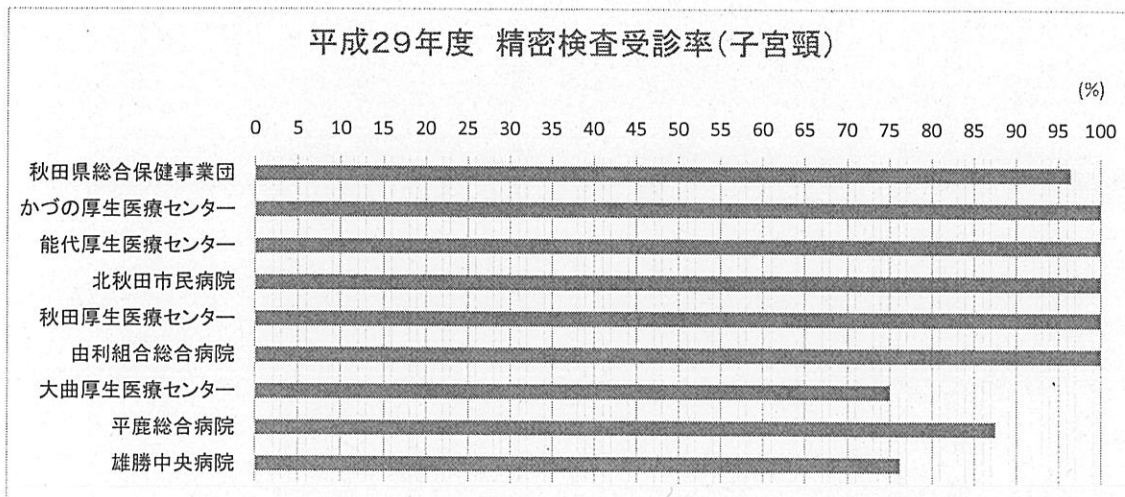 平成29年度 精密検査受診率(子宮頸)
(%)
0 5 10 15 20 25 30 35 40 45 50 55 60 65 70 75 80 85 90 95 100
秋田県総合保健事業団
かづの厚生医療センター
能代厚生医療センター
北秋田市民病院
秋田厚生医療センター
由利組合総合病院
大曲厚生医療センター
平鹿総合病院
雄勝中央病院